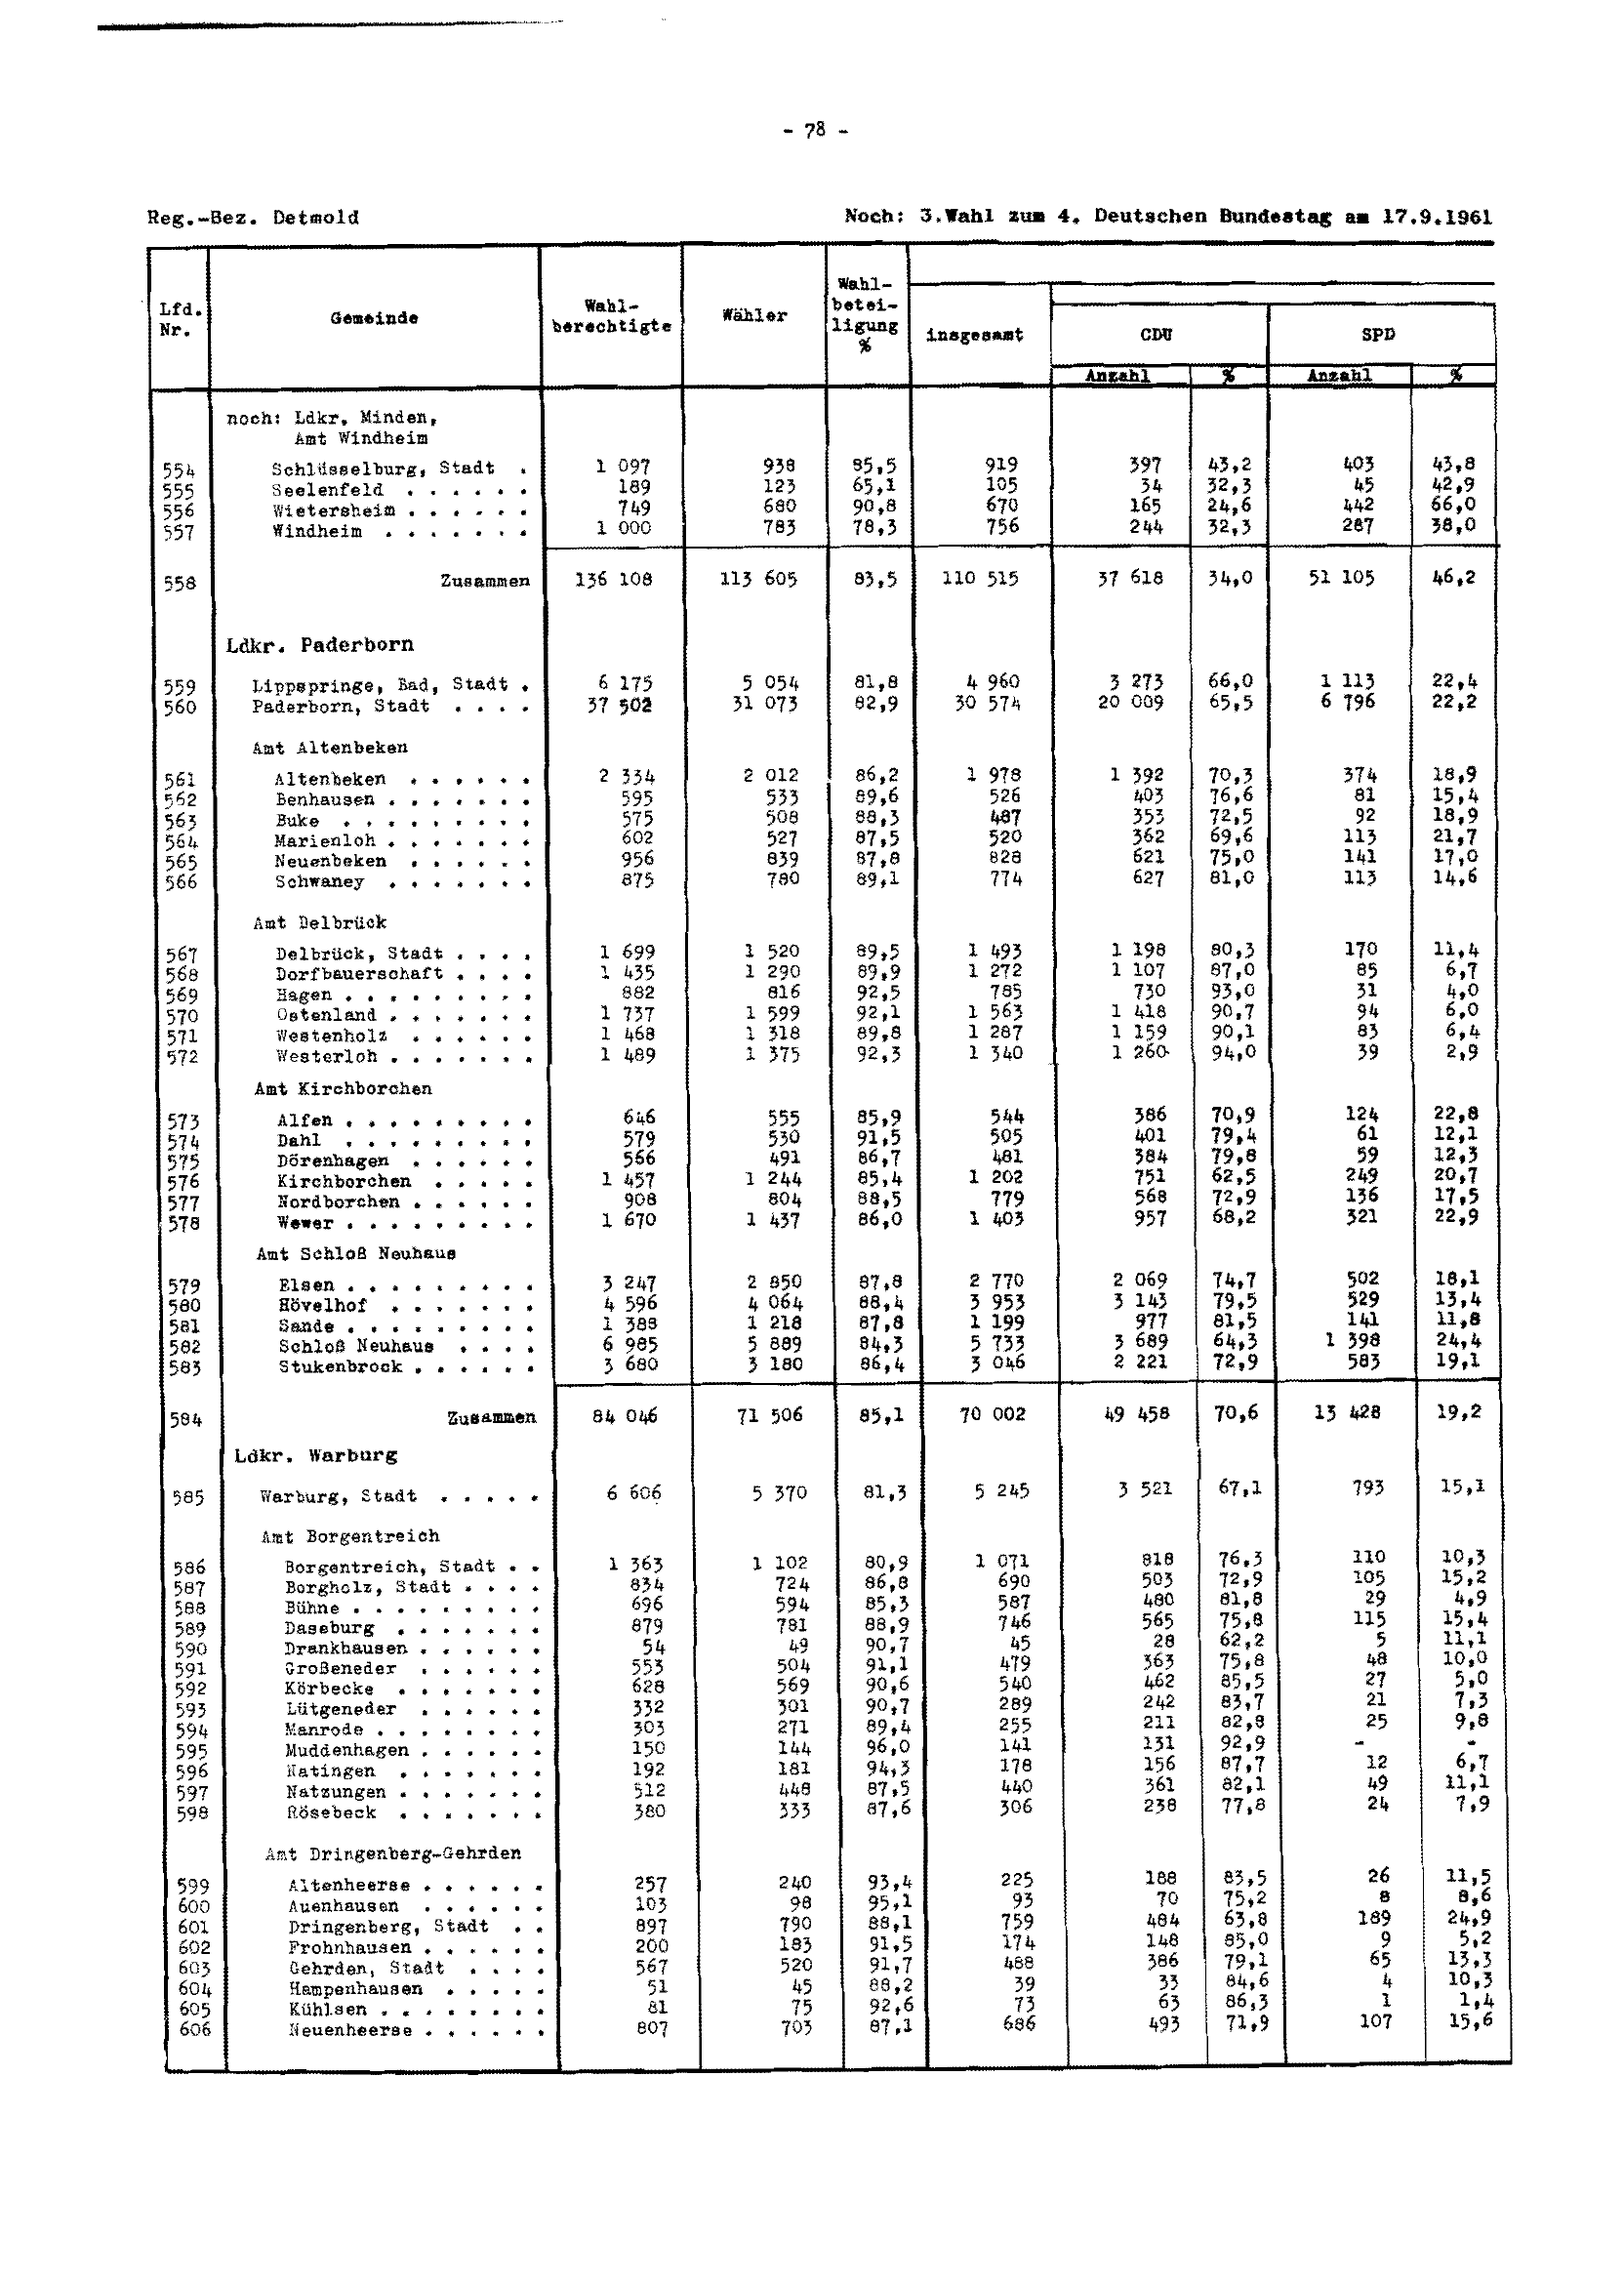 - 78 -
Reg.-Bez. Detmold Noch: 3.Wahl zum 4. Deutschen Bundestag am 17.9.1961
Lfd. Nr. Gemeinde Wahl-berechtigte Wähler Wahl-betei-ligung % insgesamt CDU SPD
Anzahl % Anzahl %
noch: Ldkr. Minden,
Amt Windheim
554 Schlüsselburg, Stadt . 1 097 938 85,5 919 397 43,2 403 43,8
555 Seelenfeld . . . . . . 189 123 65,1 105 34 32,3 45 42,9
556 Wietersheim . . . . . . 749 680 90,8 670 165 24,6 442 66,0
557 Windheim . . . . . . . 1 000 783 78,3 756 244 32,3 287 38,0
558 Zusammen 136 108 113 605 83,5 110 515 37 618 34,0 51 105 46,2
Ldkr. Paderborn
559 Lippspringe, Bad, Stadt . 6 175 5 054 81,8 4 960 3 273 66,0 1 113 22,4
560 Paderborn, Stadt . . . . 37 502 31 073 82,9 30 574 20 009 65,5 6 796 22,2
Amt Altenbeken
561 Altenbeken . . . . . . 2 334 2 012 86,2 1 978 1 392 70,3 374 18,9
562 Benhausen . . . . . . . 595 533 89,6 526 403 76,6 81 15,4
563 Buke . . . . . . . . . 575 508 88,3 487 353 72,5 92 18,9
564 Marienloh . . . . . . . 602 527 87,5 520 362 69,6 113 21,7
565 Neuenbeken . . . . . . 956 839 87,8 828 621 75,0 141 17,0
566 Schwaney . . . . . . . 875 780 89,1 774 627 81,0 113 14,6
Amt Delbrück
567 Delbrück, Stadt . . . . 1 699 1 520 89,5 1 493 1 198 80,3 170 11,4
568 Dorfbauerschaft . . . . 1 435 1 290 89,9 1 272 1 107 87,0 85 6,7
569 Hagen . . . . . . . . . 882 816 92,5 785 730 93,0 31 4,0
570 Ostenland . . . . . . . 1 737 1 599 92,1 1 563 1 418 90,7 94 6,0
571 Westenholz . . . . . . 1 468 1 318 89,8 1 287 1 159 90,1 83 6,4
572 Westerloh . . . . . . . 1 489 1 375 92,3 1 340 1 260 94,0 39 2,9
Amt Kirchborchen
573 Alfen . . . . . . . . . 646 555 85,9 544 386 70,9 124 22,8
574 Dahl . . . . . . . . . 579 530 91,5 505 401 79,4 61 12,1
575 Dörenhagen . . . . . . 566 491 86,7 481 384 79,8 59 12,3
576 Kirchborchen . . . . . 1 457 1 244 85,4 1 202 751 62,5 249 20,7
577 Nordborchen . . . . . . 908 804 88,5 779 568 72,9 136 17,5
578 Wewer . . . . . . . . . 1 670 1 437 86,0 1 403 957 68,2 321 22,9
Amt Schloß Neuhaus
579 Elsen . . . . . . . . . 3 247 2 850 87,8 2 770 2 069 74,7 502 18,1
580 Hövelhof . . . . . . . 4 596 4 064 88,4 3 953 3 143 79,5 529 13,4
581 Sande . . . . . . . . . 1 388 1 218 87,8 1 199 977 81,5 141 11,8
582 Schloß Neuhaus . . . . 6 985 5 889 84,3 5 733 3 689 64,3 1 398 24,4
583 Stukenbrock . . . . . . 3 680 3 180 86,4 3 046 2 221 72,9 583 19,1
584 Zusammen 84 046 71 506 85,1 70 002 49 458 70,6 13 428 19,2
Ldkr. Warburg
585 Warburg, Stadt . . . . . 6 606 5 370 81,3 5 245 3 521 67,1 793 15,1
Amt Borgentreich
586 Borgentreich, Stadt . . 1 363 1 102 80,9 1 071 818 76,3 110 10,3
587 Borgholz, Stadt . . . . 834 724 86,8 690 503 72,9 105 15,2
588 Bühne . . . . . . . . . 696 594 85,3 587 480 81,8 29 4,9
589 Daseburg . . . . . . . 879 781 88,9 746 565 75,8 115 15,4
590 Drankhausen . . . . . . 54 49 90,7 45 28 62,2 5 11,1
591 Großeneder . . . . . . 553 504 91,1 479 363 75,8 48 10,0
592 Körbecke . . . . . . . 628 569 90,6 540 462 85,5 27 5,0
593 Lütgeneder . . . . . . 332 301 90,7 289 242 83,7 21 7,3
594 Manrode . . . . . . . . 303 271 89,4 255 211 82,8 25 9,8
595 Muddenhagen . . . . . . 150 144 96,0 141 131 92,9 - -
596 Natingen . . . . . . . 192 181 94,3 178 156 87,7 12 6,7
597 Natzungen . . . . . . . 512 448 87,5 440 361 82,1 49 11,1
598 Rösebeck . . . . . . . 380 333 87,6 306 238 77,8 24 7,9
Amt Dringenberg-Gehrden
599 Altenheerse . . . . . . 257 240 93,4 225 188 83,5 26 11,5
600 Auenhausen . . . . . . 103 98 95,1 93 70 75,2 8 8,6
601 Dringenberg, Stadt . . 897 790 88,1 759 484 63,8 189 24,9
602 Frohnhausen . . . . . . 200 183 91,5 174 148 85,0 9 5,2
603 Gehrden, Stadt . . . . 567 520 91,7 488 386 79,1 65 13,3
604 Hampenhausen . . . . . 51 45 88,2 39 33 84,6 4 10,3
605 Kühlsen . . . . . . . . 81 75 92,6 73 63 86,3 1 1,4
606 Neuenheerse . . . . . . 807 703 87,1 686 493 71,9 107 15,6